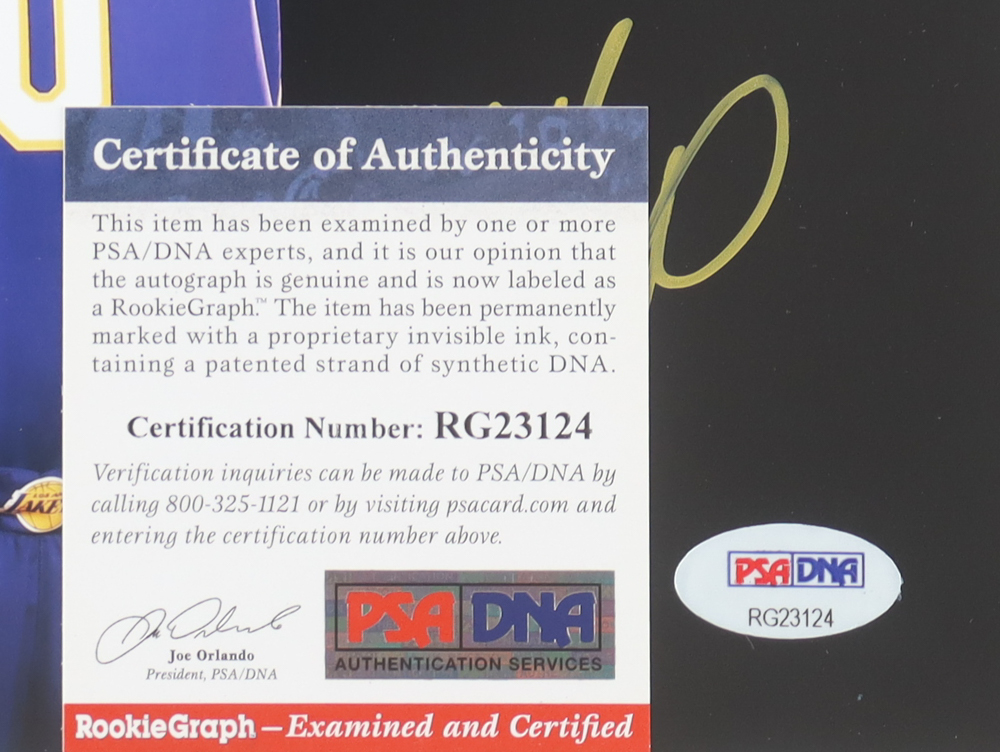 Certificate of Authenticity
This item has been examined by one or more
PSA/DNA experts, and it is our opinion that
the autograph is genuine and is now labeled as
a RookieGraph.™ The item has been permanently
marked with a proprietary invisible ink, con-
taining a patented strand of synthetic DNA.
Certification Number: RG23124
Verification inquiries can be made to PSA/DNA by
calling 800-325-1121 or by visiting psacard.com and
entering the certification number above.
Joe Orlando
President, PSA/DNA
PSA DNA
AUTHENTICATION SERVICES
RookieGraph – Examined and Certified
PSA DNA
RG23124